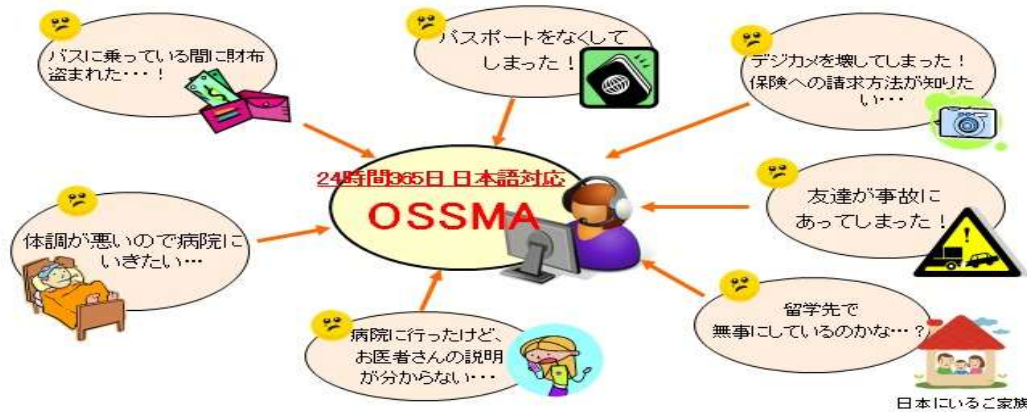 バスに乗っている間に財布
盗まれた・・・！
パスポートをなくして
しまった！
デジカメを壊してしまった！
保険への請求方法が知りた
い・・・
24時間365日 日本語対応
OSSMA
友達が事故に
あってしまった！
体調が悪いので病院に
いきたい…
病院に行ったけど、
お医者さんの説明
が分からない・・・
留学先で
無事にしているのかな…？
日本にいるご家族